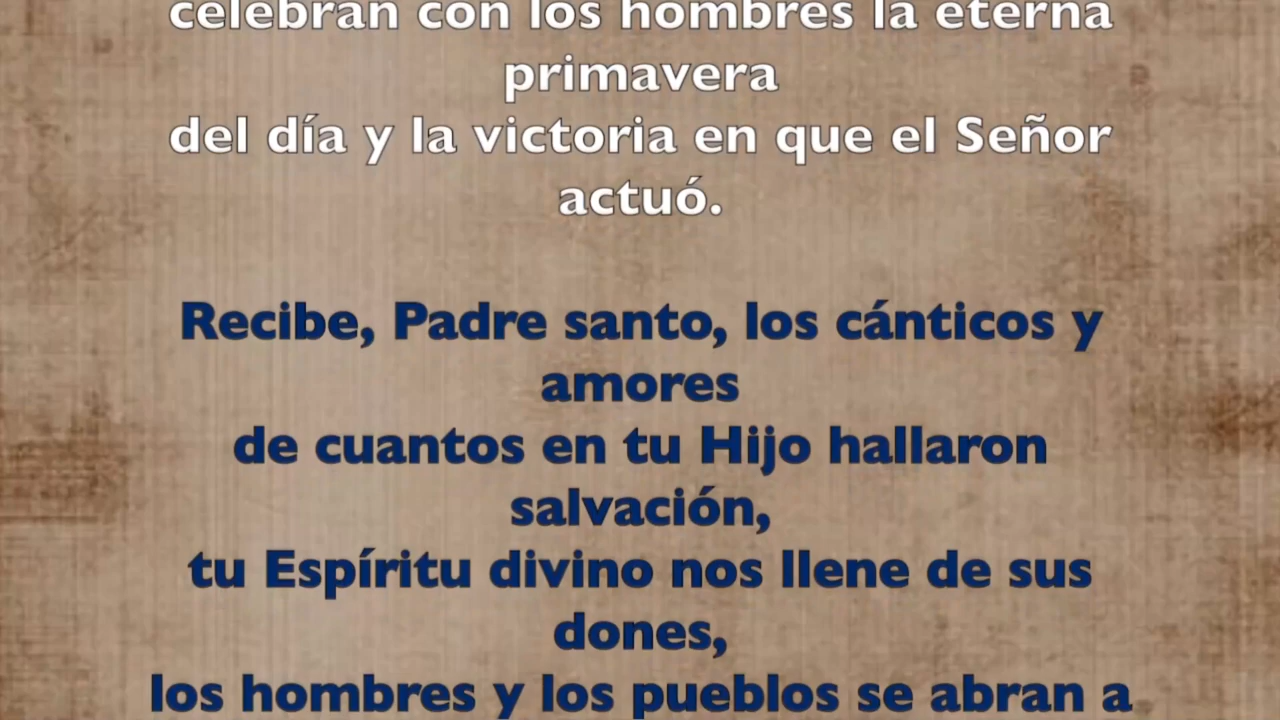 celebran con los hombres la eterna
primavera
del día y la victoria en que el Señor
actuó.
Recibe, Padre santo, los cánticos y
amores
de cuantos en tu Hijo hallaron
salvación,
tu Espíritu divino nos llene de sus
dones,
los hombres y los pueblos se abran a